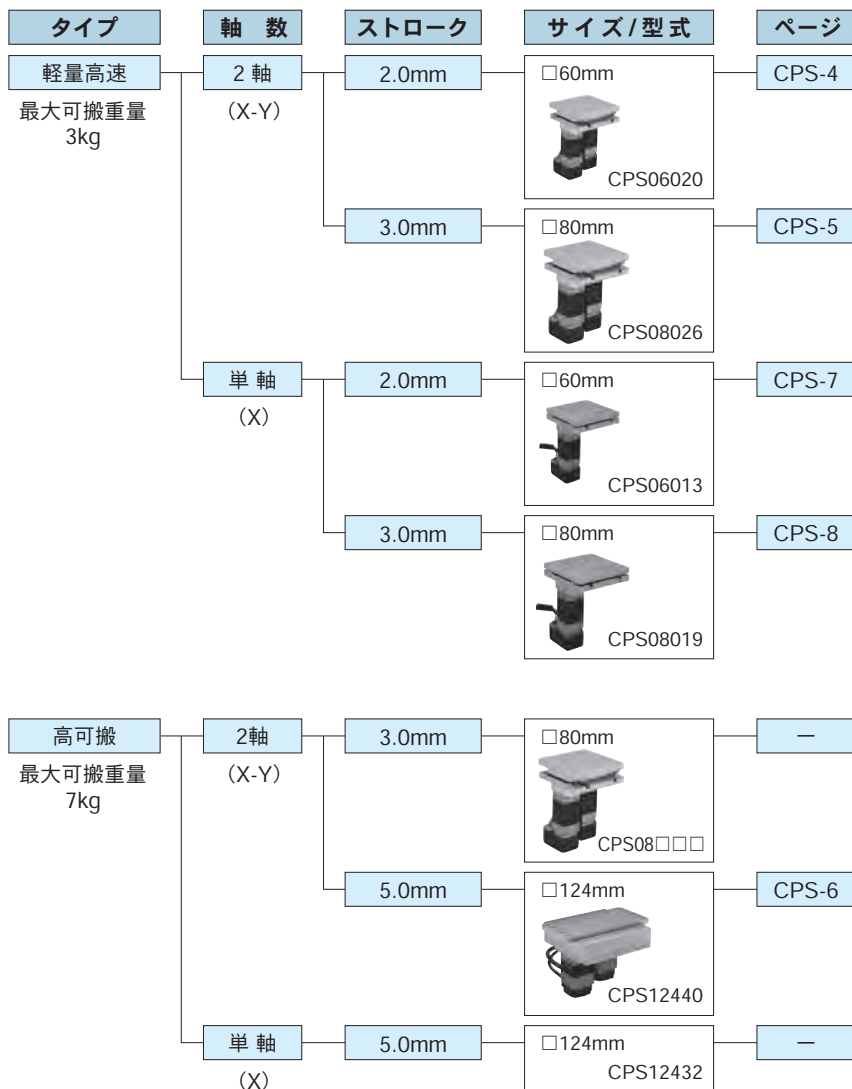 タイプ 軸 数 ストローク サイズ/型式 ページ
軽量高速 2 軸 2.0mm □60mm CPS-4
最大可搬重量 (X-Y)
3kg
CPS06020
3.0mm □80mm CPS-5
CPS08026
単 軸 2.0mm □60mm CPS-7
(X)
CPS06013
3.0mm □80mm CPS-8
CPS08019
高可搬 2軸 3.0mm □80mm ー
最大可搬重量 (X-Y)
7kg
CPS08□□□
5.0mm □124mm CPS-6
CPS12440
単 軸 5.0mm □124mm ー
(X) CPS12432